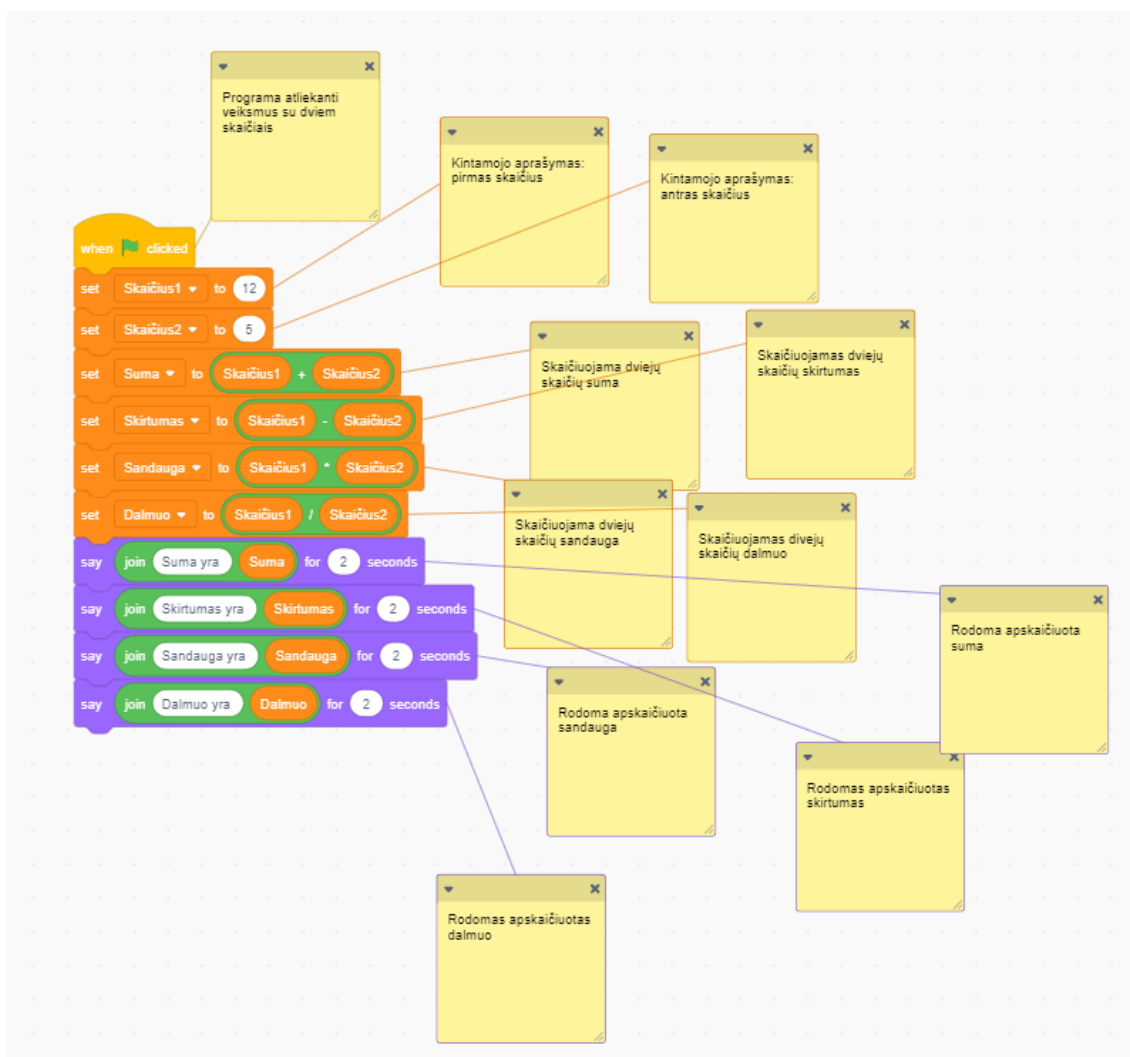 Programa atliekanti
veiksmus su dviem
skaičiais
Kintamojo aprašymas:
pirmas skaičius
Kintamojo aprašymas:
antras skaičius
when clicked
set Skaičius1 to 12
set Skaičius2 to 5
set Suma to Skaičius1 + Skaičius2
set Skirtumas to Skaičius1 - Skaičius2
set Sandauga to Skaičius1 * Skaičius2
set Dalmuo to Skaičius1 / Skaičius2
say join Suma yra Suma for 2 seconds
say join Skirtumas yra Skirtumas for 2 seconds
say join Sandauga yra Sandauga for 2 seconds
say join Dalmuo yra Dalmuo for 2 seconds
Skaičiuojama dviejų
skaičių suma
Skaičiuojamas dviejų
skaičių skirtumas
Skaičiuojama dviejų
skaičių sandauga
Skaičiuojamas divejų
skaičių dalmuo
Rodoma apskaičiuota
suma
Rodoma apskaičiuota
sandauga
Rodomas apskaičiuotas
skirtumas
Rodomas apskaičiuotas
dalmuo